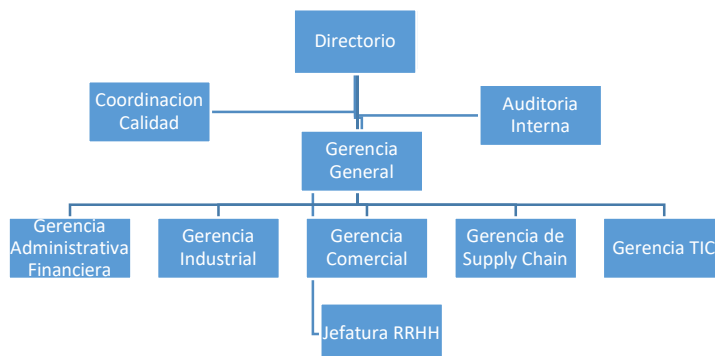 Directorio
Coordinacion
Calidad
Auditoria
Interna
Gerencia
General
Gerencia
Administrativa
Financiera
Gerencia
Industrial
Gerencia
Comercial
Gerencia de
Supply Chain
Gerencia TIC
Jefatura RRHH